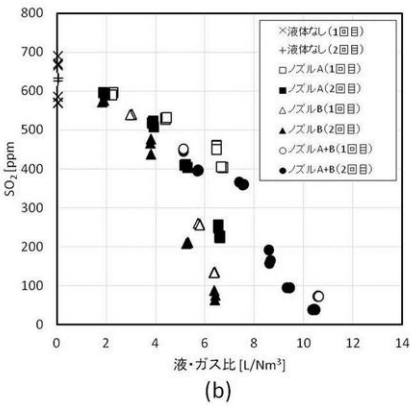 800
700
600
500
400
300
200
100
0
SO₂ [ppm]
0
2
4
6
8
10
12
14
液・ガス比 [L/Nm³]
液体なし(1回目)
液体なし(2回目)
ノズルA(1回目)
ノズルA(2回目)
ノズルB(1回目)
ノズルB(2回目)
ノズルA+B(1回目)
ノズルA+B(2回目)
(b)